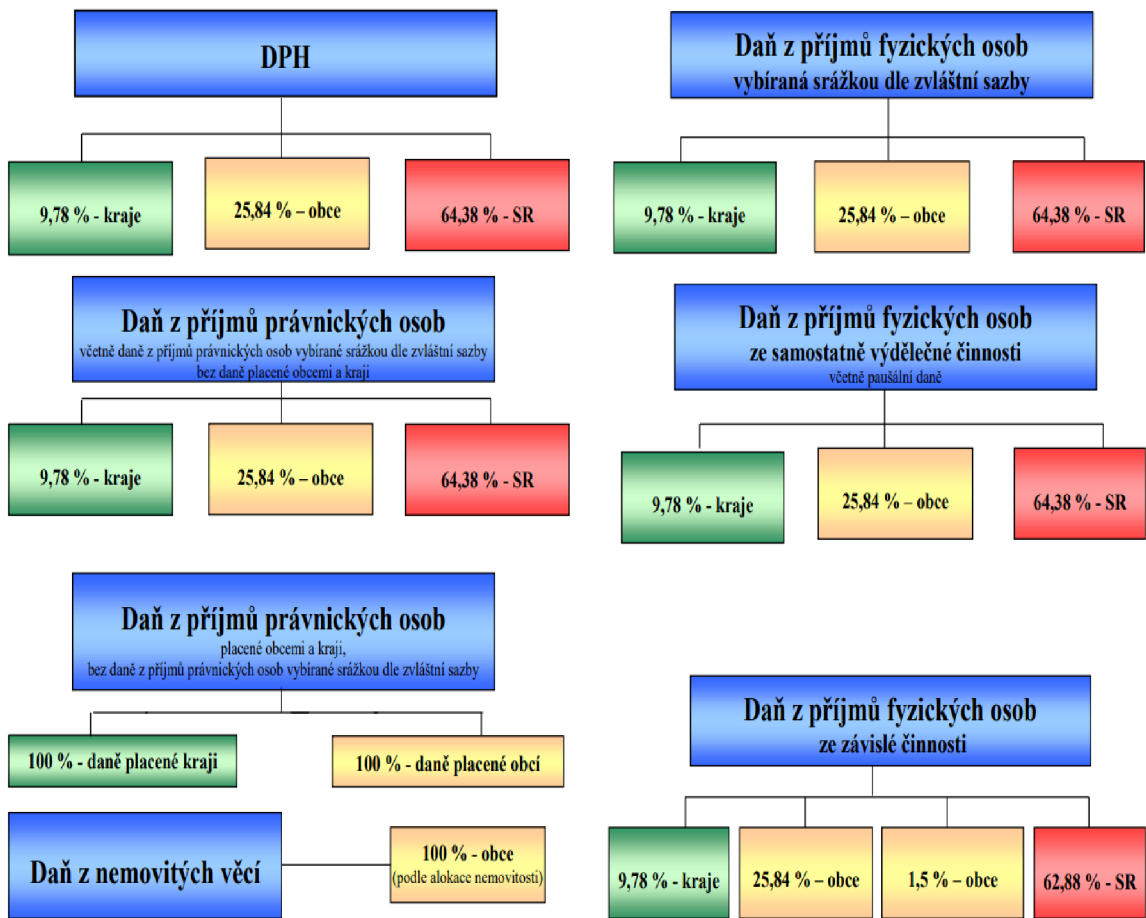 DPH
9,78 % - kraje
25,84 % – obce
64,38 % - SR
Daň z příjmů fyzických osob
vybíraná srážkou dle zvláštní sazby
9,78 % - kraje
25,84 % – obce
64,38 % - SR
Daň z příjmů právnických osob
včetně daně z příjmů právnických osob vybírané srážkou dle zvláštní sazby
bez daně placené obcemi a kraji
9,78 % - kraje
25,84 % – obce
64,38 % - SR
Daň z příjmů fyzických osob
ze samostatně výdělečné činnosti
včetně paušální daně
9,78 % - kraje
25,84 % – obce
64,38 % - SR
Daň z příjmů právnických osob
placené obcemi a kraji,
bez daně z příjmů právnických osob vybírané srážkou dle zvláštní sazby
100 % - daně placené kraji
100 % - daně placené obcí
Daň z nemovitých věcí
100 % - obce
(podle alokace nemovitosti)
Daň z příjmů fyzických osob
ze závislé činnosti
9,78 % - kraje
25,84 % – obce
1,5 % – obce
62,88 % - SR